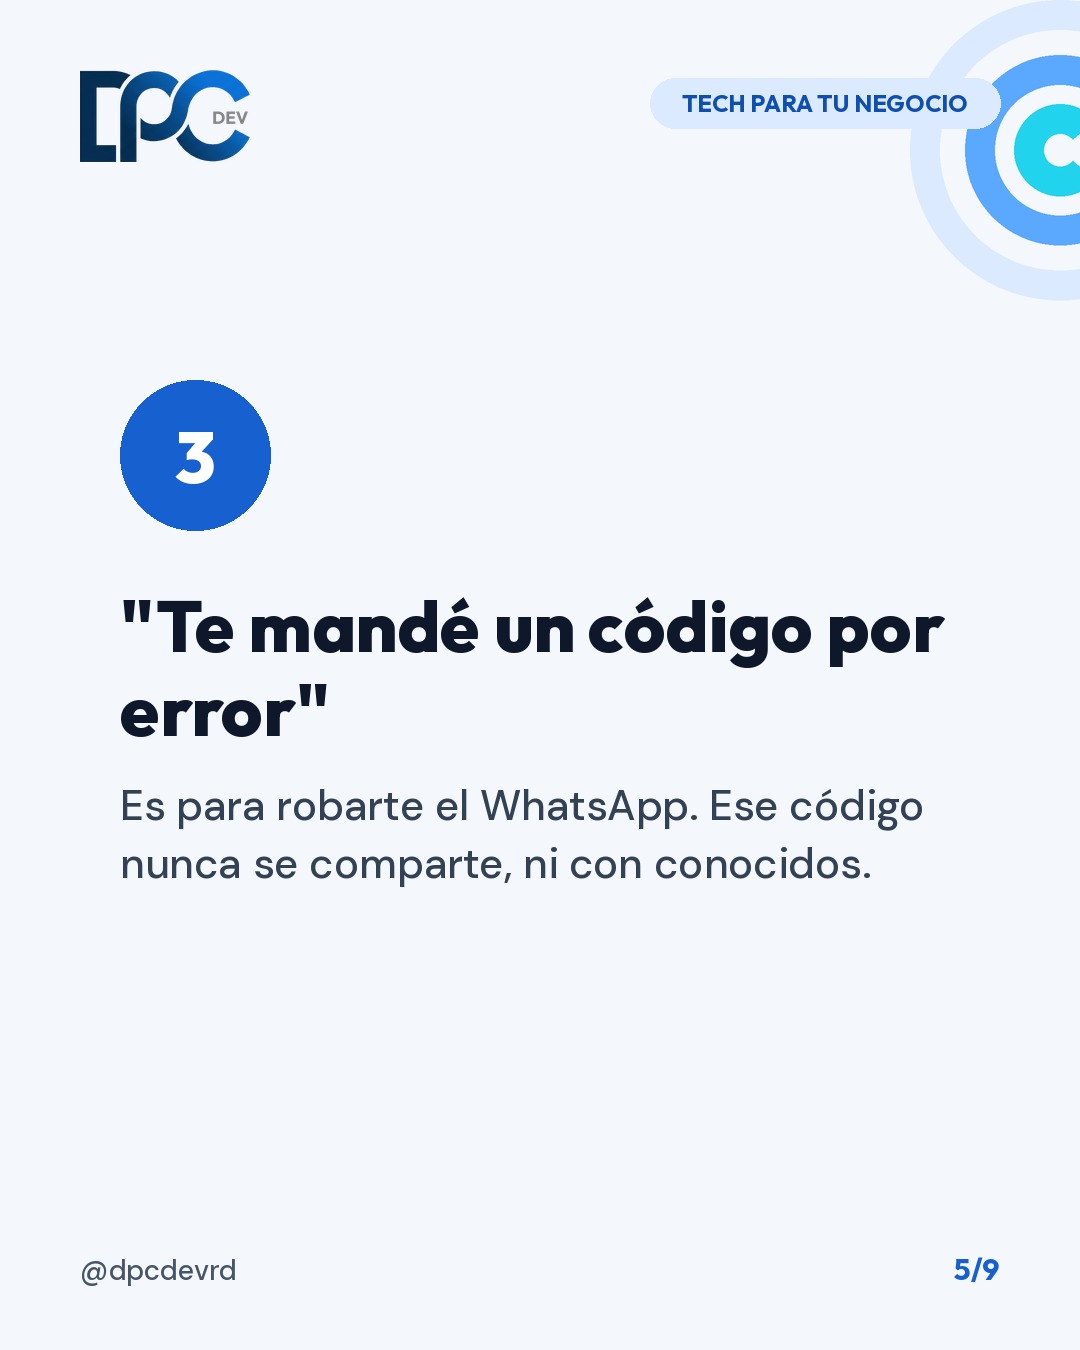 DPC
DEV
TECH PARA TU NEGOCIO
3
"Te mandé un código por
error"
Es para robarte el WhatsApp. Ese código
nunca se comparte, ni con conocidos.
@dpcdevrd
5/9